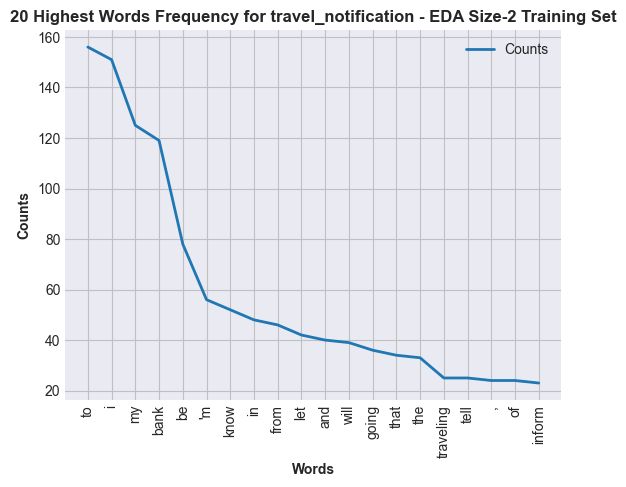 20 Highest Words Frequency for travel_notification - EDA Size-2 Training Set
Counts
160
140
120
100
80
60
40
20
Counts
to
i
my
bank
be
'm
know
in
from
let
and
will
going
that
the
traveling
tell
,
of
inform
Words